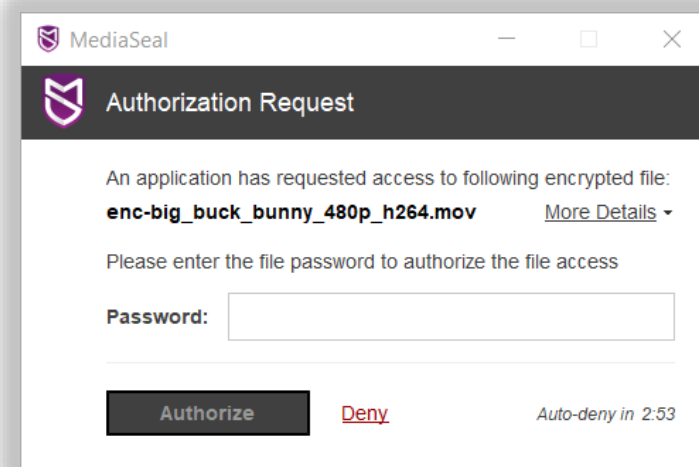 MediaSeal
Authorization Request
An application has requested access to following encrypted file:
enc-big_buck_bunny_480p_h264.mov More Details
Please enter the file password to authorize the file access
Password:
Authorize Deny Auto-deny in 2:53